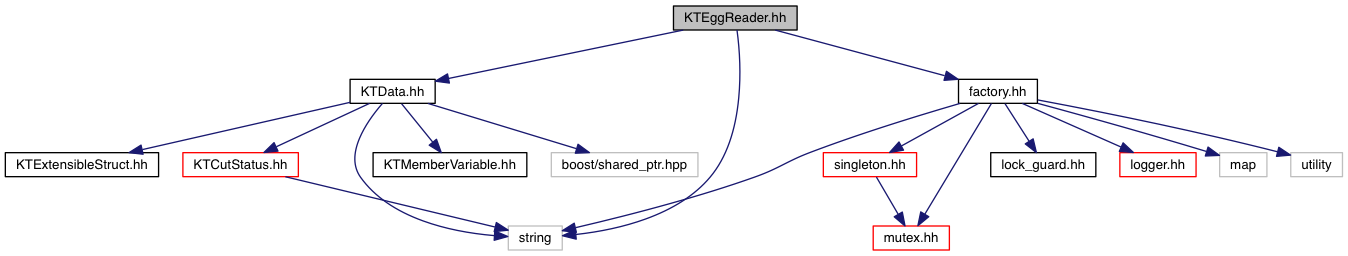 KTEggReader.hh
KTData.hh
factory.hh
KTExtensibleStruct.hh
KTCutStatus.hh
KTMemberVariable.hh
boost/shared_ptr.hpp
singleton.hh
lock_guard.hh
logger.hh
map
utility
string
mutex.hh